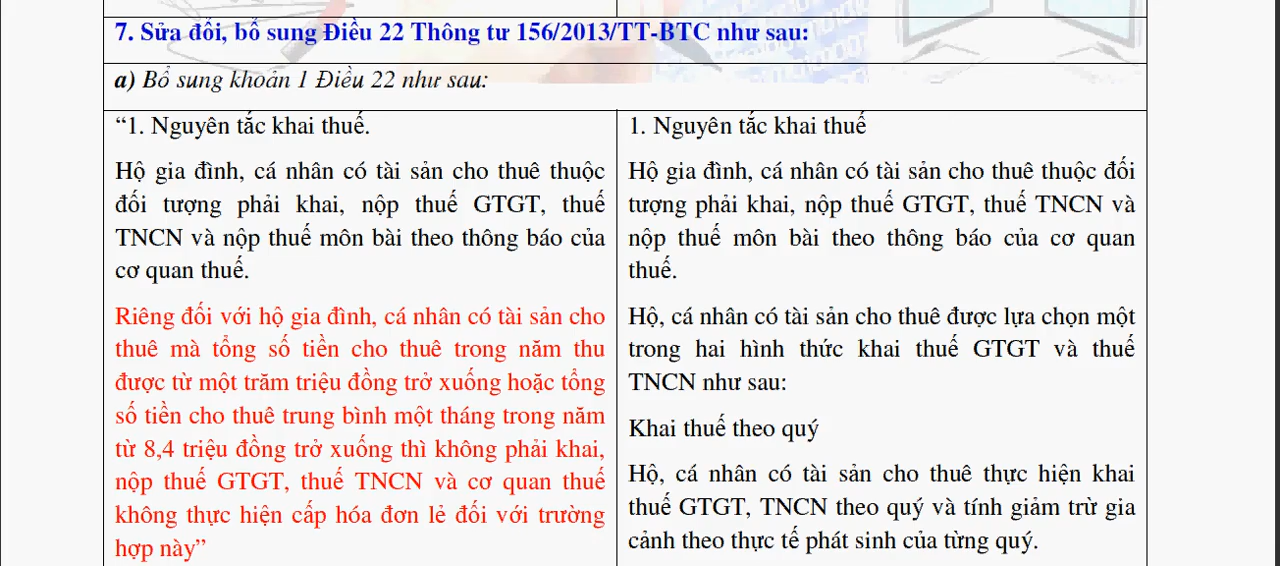 7. Sửa đổi, bổ sung Điều 22 Thông tư 156/2013/TT-BTC như sau:
a) Bổ sung khoản 1 Điều 22 như sau:
“1. Nguyên tắc khai thuế.
Hộ gia đình, cá nhân có tài sản cho thuê thuộc
đối tượng phải khai, nộp thuế GTGT, thuế
TNCN và nộp thuế môn bài theo thông báo của
cơ quan thuế.
Riêng đối với hộ gia đình, cá nhân có tài sản cho
thuê mà tổng số tiền cho thuê trong năm thu
được từ một trăm triệu đồng trở xuống hoặc tổng
số tiền cho thuê trung bình một tháng trong năm
từ 8,4 triệu đồng trở xuống thì không phải khai,
nộp thuế GTGT, thuế TNCN và cơ quan thuế
không thực hiện cấp hóa đơn lẻ đối với trường
hợp này”
1. Nguyên tắc khai thuế
Hộ gia đình, cá nhân có tài sản cho thuê thuộc đối
tượng phải khai, nộp thuế GTGT, thuế TNCN và
nộp thuế môn bài theo thông báo của cơ quan
thuế.
Hộ, cá nhân có tài sản cho thuê được lựa chọn một
trong hai hình thức khai thuế GTGT và thuế
TNCN như sau:
Khai thuế theo quý
Hộ, cá nhân có tài sản cho thuê thực hiện khai
thuế GTGT, TNCN theo quý và tính giảm trừ gia
cảnh theo thực tế phát sinh của từng quý.